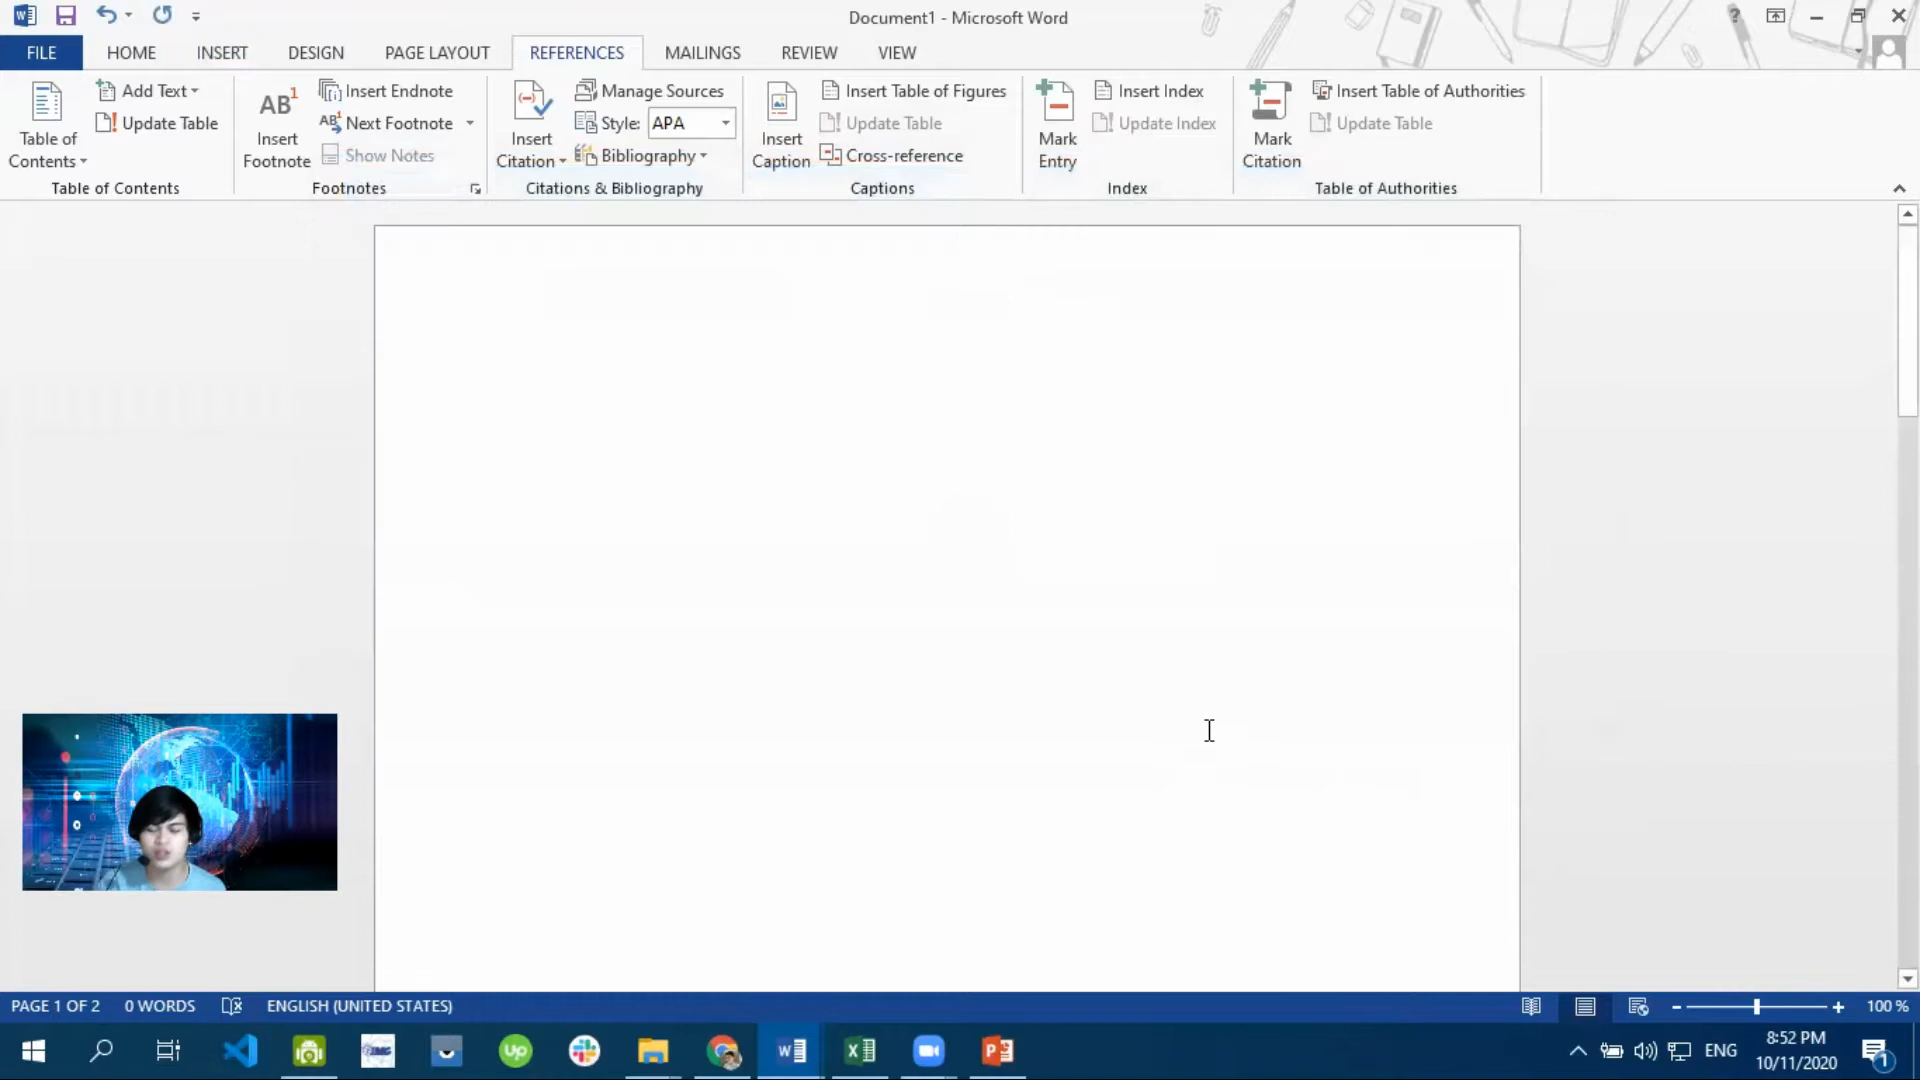 Document1 - Microsoft Word
?
FILE HOME INSERT DESIGN PAGE LAYOUT REFERENCES MAILINGS REVIEW VIEW
Table of Contents
Add Text
Update Table
Table of Contents
AB1
Insert Footnote
Insert Endnote
AB1 Next Footnote
Show Notes
Footnotes
Insert Citation
Manage Sources
Style: APA
Bibliography
Citations & Bibliography
Insert Caption
Insert Table of Figures
Update Table
Cross-reference
Captions
Mark Entry
Insert Index
Update Index
Index
Mark Citation
Insert Table of Authorities
Update Table
Table of Authorities
PAGE 1 OF 2 0 WORDS ENGLISH (UNITED STATES) 100 %
Up
ENG
8:52 PM
10/11/2020
1